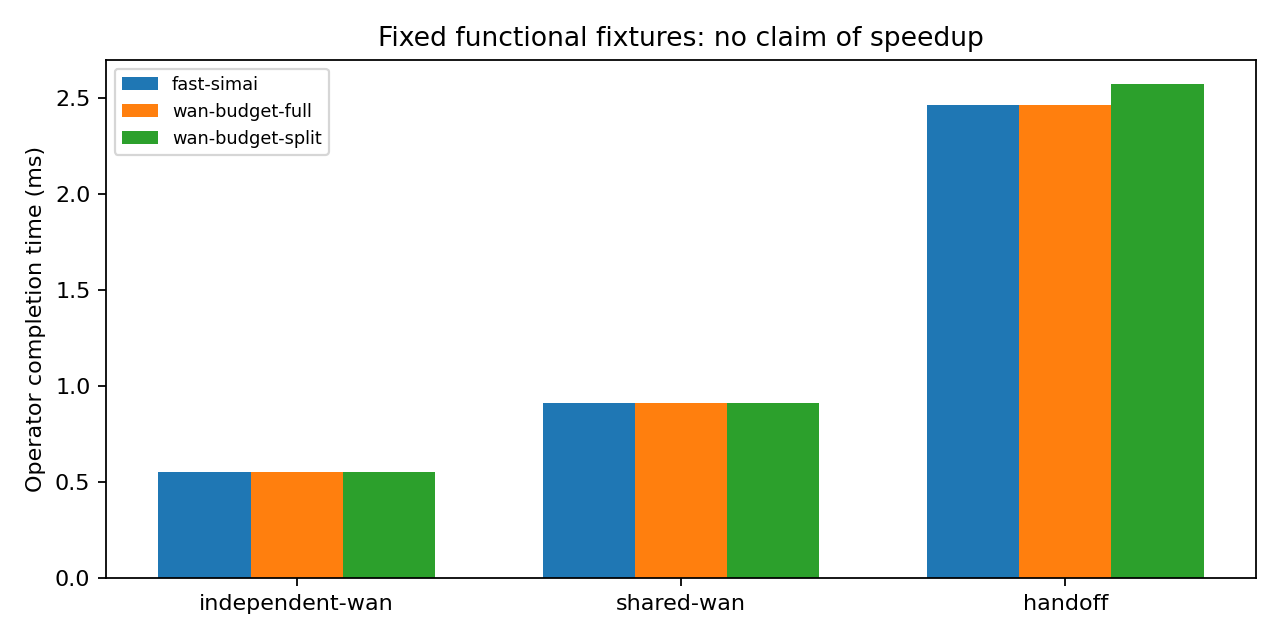 Fixed functional fixtures: no claim of speedup
fast-simai
wan-budget-full
wan-budget-split
Operator completion time (ms)
2.5
2.0
1.5
1.0
0.5
0.0
independent-wan
shared-wan
handoff